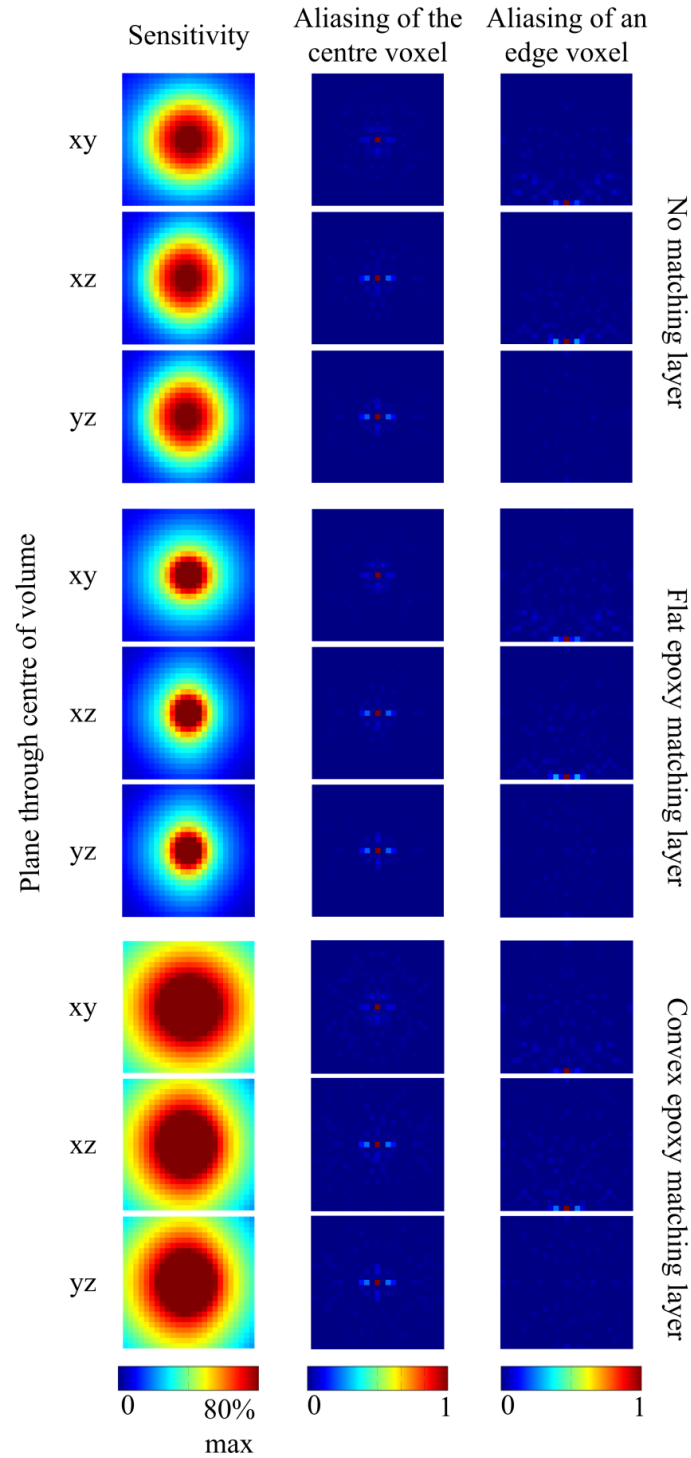 Sensitivity
Aliasing of the
centre voxel
Aliasing of an
edge voxel
Plane through centre of volume
xy
xz
yz
No matching layer
xy
xz
yz
Flat epoxy matching layer
xy
xz
yz
Convex epoxy matching layer
0 80%
max
0 1
0 1